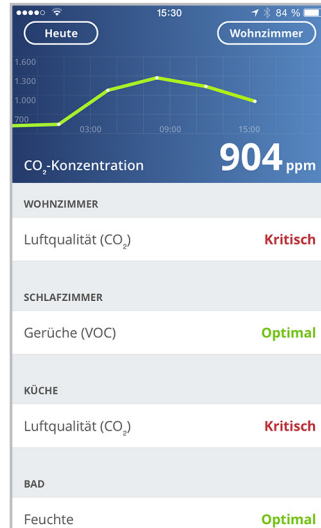 15:30
84 %
Heute
Wohnzimmer
1.600
1.300
1.000
700
03:00
09:00
15:00
CO₂-Konzentration
904 ppm
WOHNZIMMER
Luftqualität (CO₂)
Kritisch
SCHLAFZIMMER
Gerüche (VOC)
Optimal
KÜCHE
Luftqualität (CO₂)
Kritisch
BAD
Feuchte
Optimal